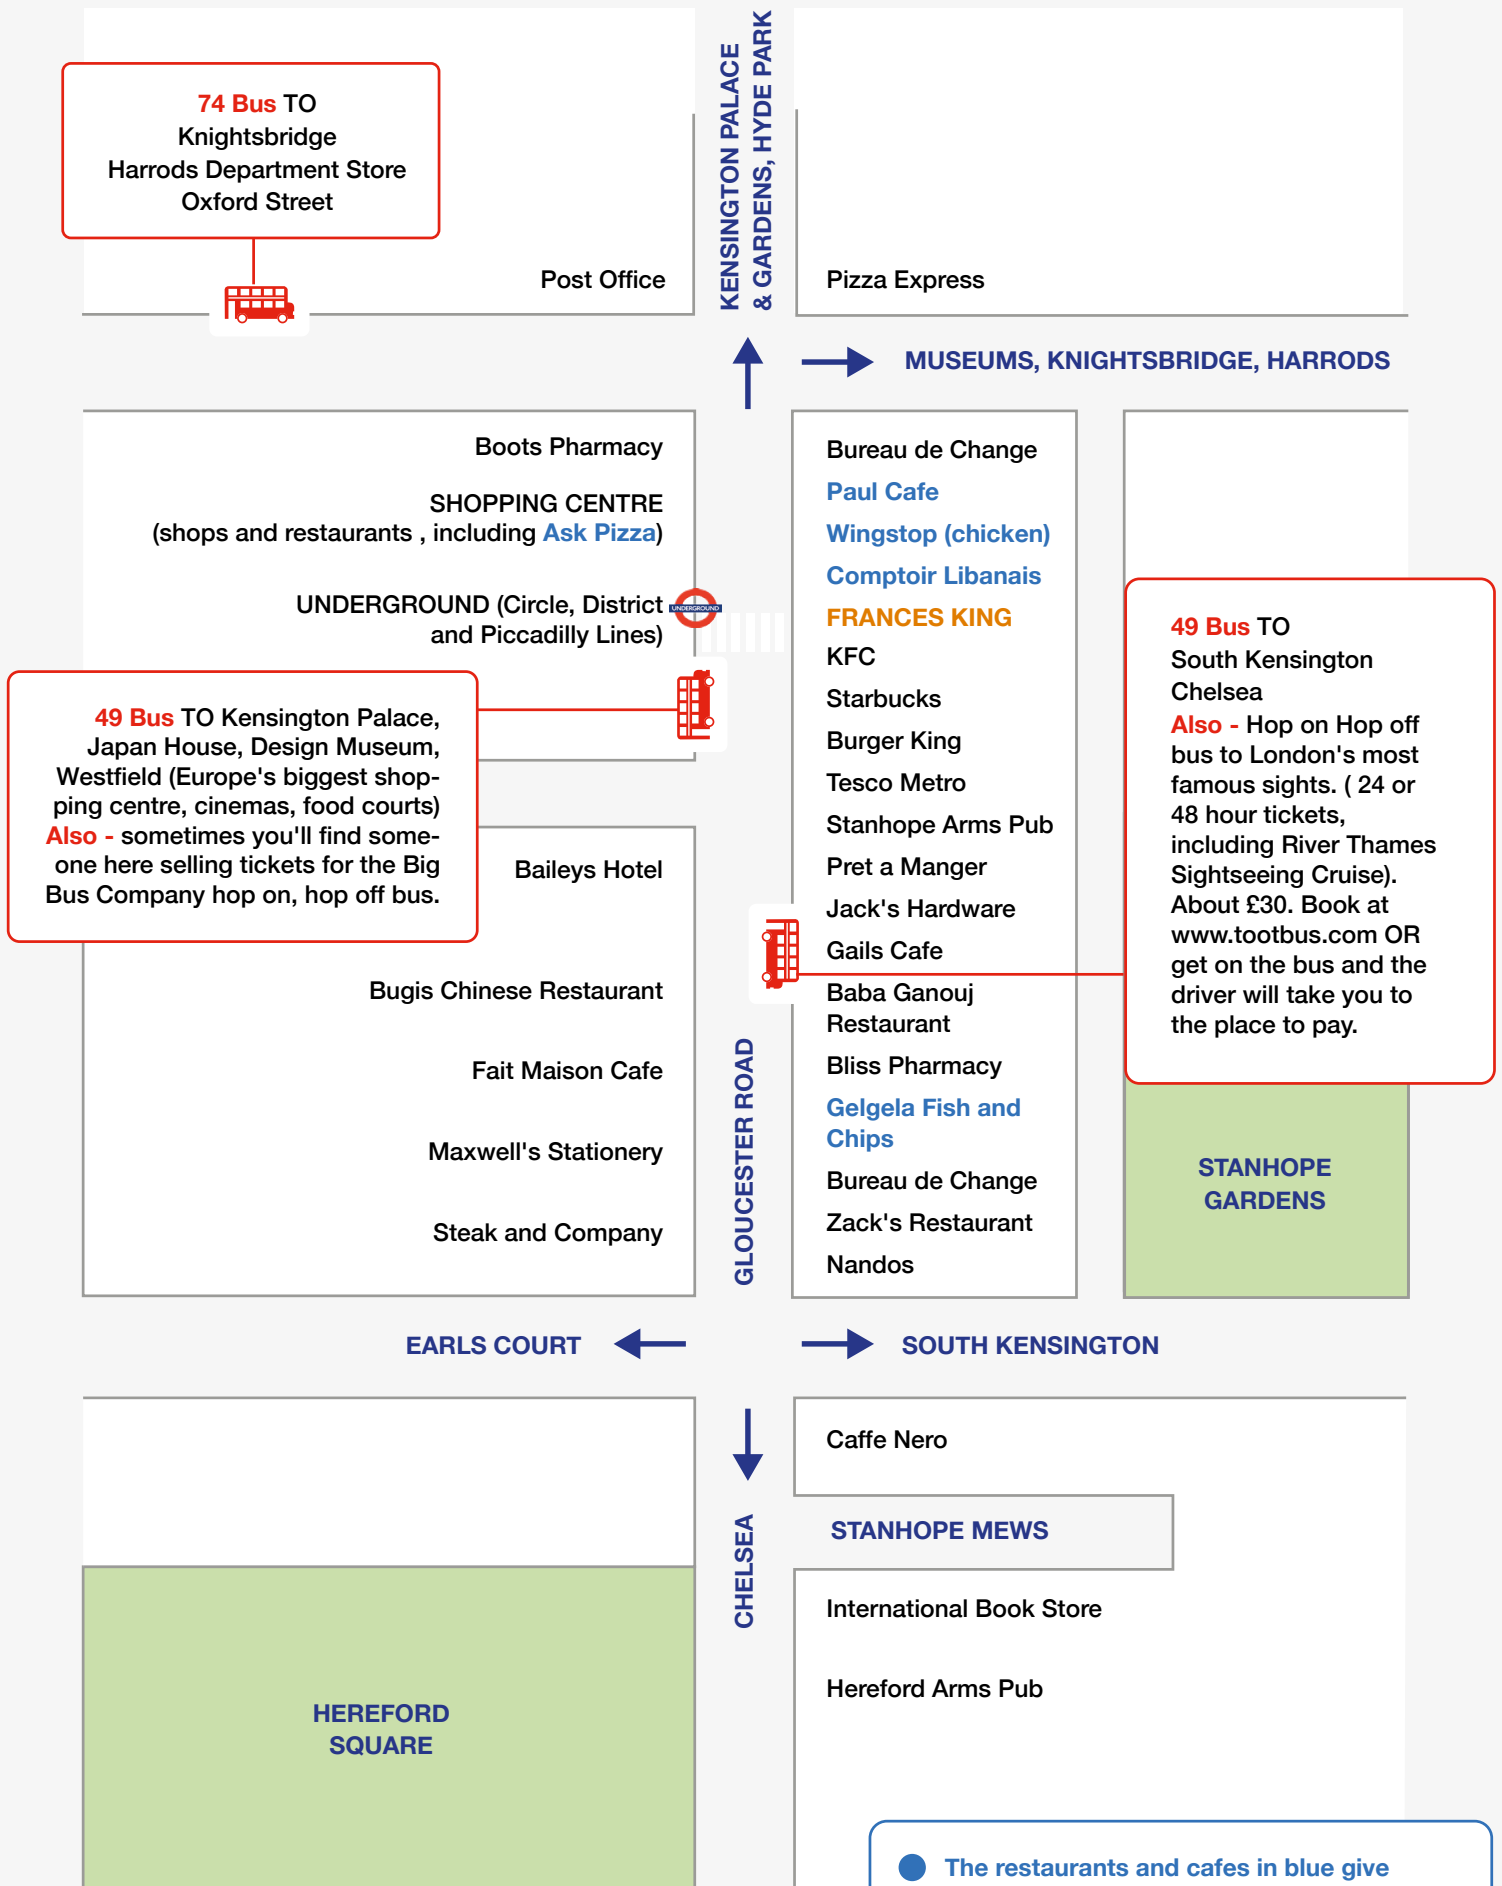 74 Bus TO
Knightsbridge
Harrods Department Store
Oxford Street
KENSINGTON PALACE
& GARDENS, HYDE PARK
Post Office
Pizza Express
MUSEUMS, KNIGHTSBRIDGE, HARRODS
Boots Pharmacy
SHOPPING CENTRE
(shops and restaurants , including Ask Pizza)
UNDERGROUND (Circle, District
and Piccadilly Lines)
UNDERGROUND
49 Bus TO Kensington Palace,
Japan House, Design Museum,
Westfield (Europe's biggest shop-
ping centre, cinemas, food courts)
Also - sometimes you'll find some-
one here selling tickets for the Big
Bus Company hop on, hop off bus.
Baileys Hotel
Bugis Chinese Restaurant
Fait Maison Cafe
Maxwell's Stationery
Steak and Company
GLOUCESTER ROAD
Bureau de Change
Paul Cafe
Wingstop (chicken)
Comptoir Libanais
FRANCES KING
KFC
Starbucks
Burger King
Tesco Metro
Stanhope Arms Pub
Pret a Manger
Jack's Hardware
Gails Cafe
Baba Ganouj
Restaurant
Bliss Pharmacy
Gelgela Fish and
Chips
Bureau de Change
Zack's Restaurant
Nandos
49 Bus TO
South Kensington
Chelsea
Also - Hop on Hop off
bus to London's most
famous sights. ( 24 or
48 hour tickets,
including River Thames
Sightseeing Cruise).
About £30. Book at
www.tootbus.com OR
get on the bus and the
driver will take you to
the place to pay.
STANHOPE
GARDENS
EARLS COURT
SOUTH KENSINGTON
CHELSEA
Caffe Nero
STANHOPE MEWS
International Book Store
Hereford Arms Pub
HEREFORD
SQUARE
The restaurants and cafes in blue give